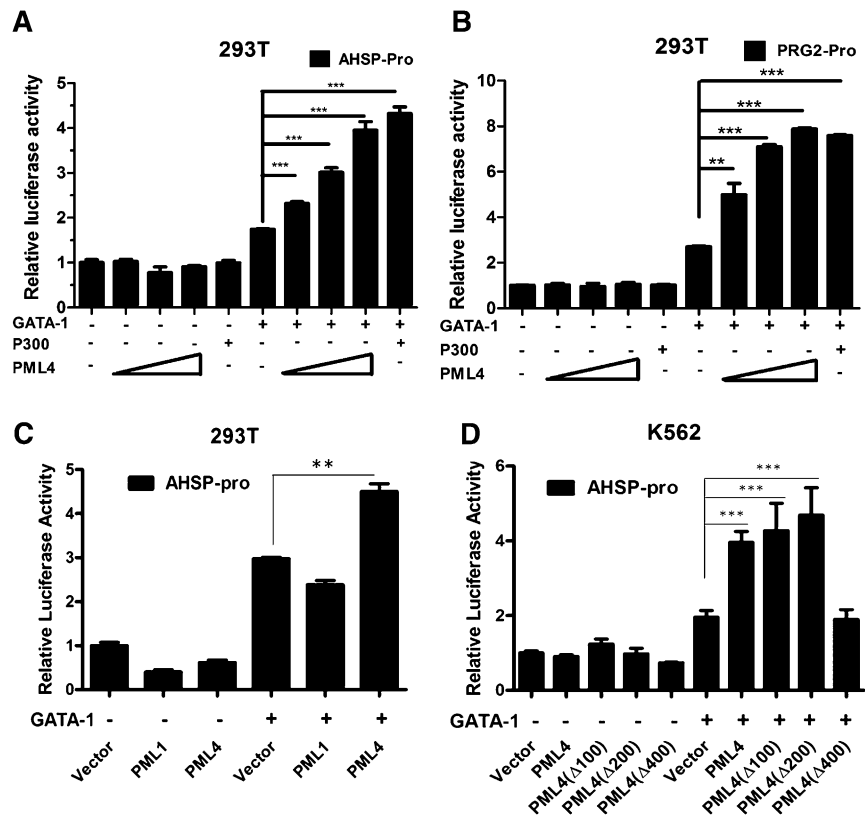 A
293T
AHSP-Pro
Relative luciferase activity
5
4
3
2
1
0
***
***
***
***
GATA-1 - - - - - + + + + +
P300 - - - - + - - - - +
PML4 - - - -
B
293T
PRG2-Pro
Relative luciferase activity
10
8
6
4
2
0
***
***
***
**
GATA-1 - - - - - + + + + +
P300 - - - - + - - - - +
PML4 - - - -
C
293T
AHSP-pro
Relative Luciferase Activity
5
4
3
2
1
0
**
GATA-1 - - - + + +
Vector PML1 PML4 Vector PML1 PML4
D
K562
AHSP-pro
Relative Luciferase Activity
6
4
2
0
***
***
***
GATA-1 - - - - - + + + + +
Vector PML4 PML4(Δ100) PML4(Δ200) PML4(Δ400) Vector PML4 PML4(Δ100) PML4(Δ200) PML4(Δ400)